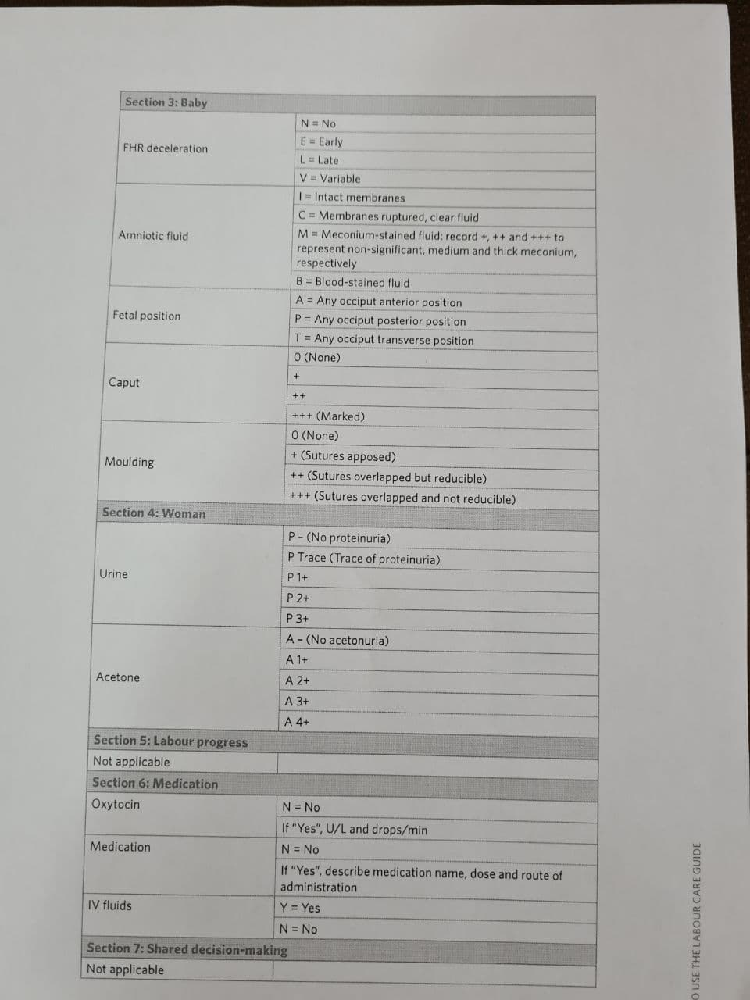 Section 3: Baby
FHR deceleration
N = No
E = Early
L = Late
V = Variable
Amniotic fluid
I = Intact membranes
C = Membranes ruptured, clear fluid
M = Meconium-stained fluid: record +, ++ and +++ to
represent non-significant, medium and thick meconium,
respectively
B = Blood-stained fluid
Fetal position
A = Any occiput anterior position
P = Any occiput posterior position
T = Any occiput transverse position
Caput
0 (None)
+
++
+++ (Marked)
Moulding
0 (None)
+ (Sutures apposed)
++ (Sutures overlapped but reducible)
+++ (Sutures overlapped and not reducible)
Section 4: Woman
Urine
P - (No proteinuria)
P Trace (Trace of proteinuria)
P 1+
P 2+
P 3+
Acetone
A - (No acetonuria)
A 1+
A 2+
A 3+
A 4+
Section 5: Labour progress
Not applicable
Section 6: Medication
Oxytocin
N = No
If "Yes", U/L and drops/min
Medication
N = No
If "Yes", describe medication name, dose and route of
administration
IV fluids
Y = Yes
N = No
Section 7: Shared decision-making
Not applicable
O USE THE LABOUR CARE GUIDE